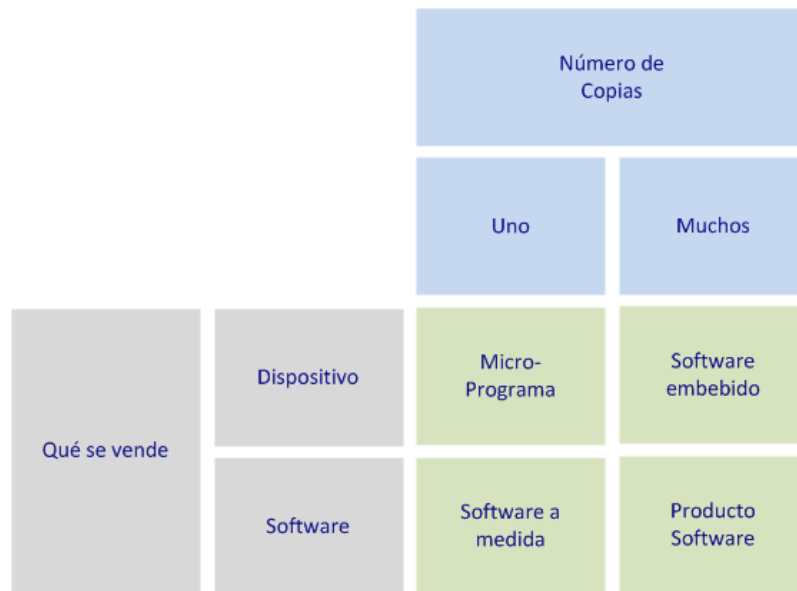 Número de
Copias
Uno
Muchos
Qué se vende
Dispositivo
Micro-
Programa
Software
embebido
Software
Software a
medida
Producto
Software